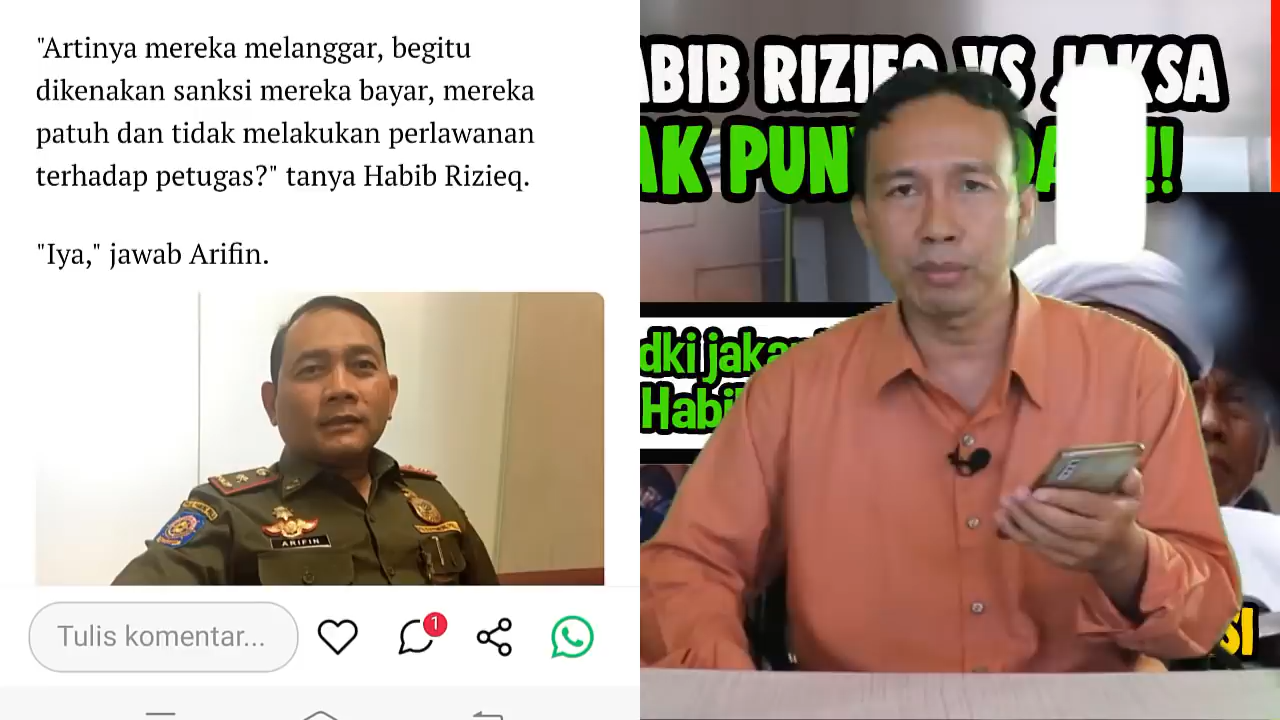 "Artinya mereka melanggar, begitu
dikenakan sanksi mereka bayar, mereka
patuh dan tidak melakukan perlawanan
terhadap petugas?" tanya Habib Rizieq.
"Iya," jawab Arifin.
ARIFIN
Tulis komentar...
1
ABIB RIZIEQ VS JAKSA
AK PUN
!!
dki jaka
Habi
SI